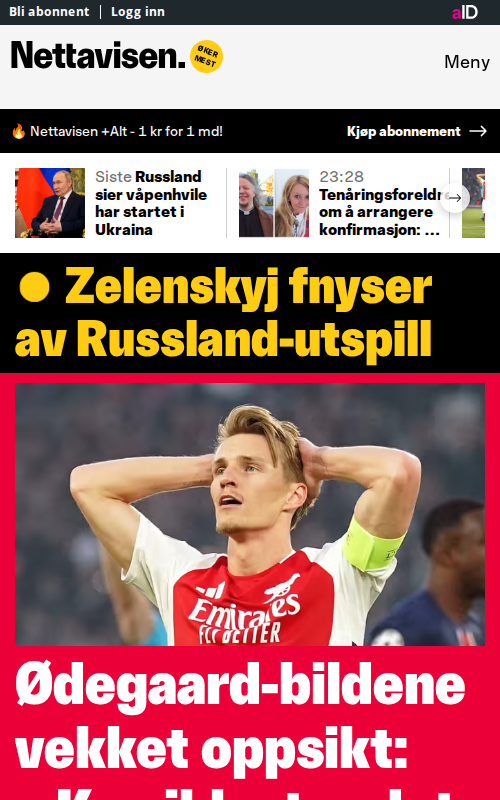 Bli abonnent
Logg inn
aID
Nettavisen.
ØKER
MEST
Meny
🔥 Nettavisen +Alt - 1 kr for 1 md!
Kjøp abonnement
Siste Russland
sier våpenhvile
har startet i
Ukraina
23:28
Tenåringsforeldre
om å arrangere
konfirmasjon: ...
Zelenskyj fnyser
av Russland-utspill
Emirates
FLY BETTER
Ødegaard-bildene
vekket oppsikt: